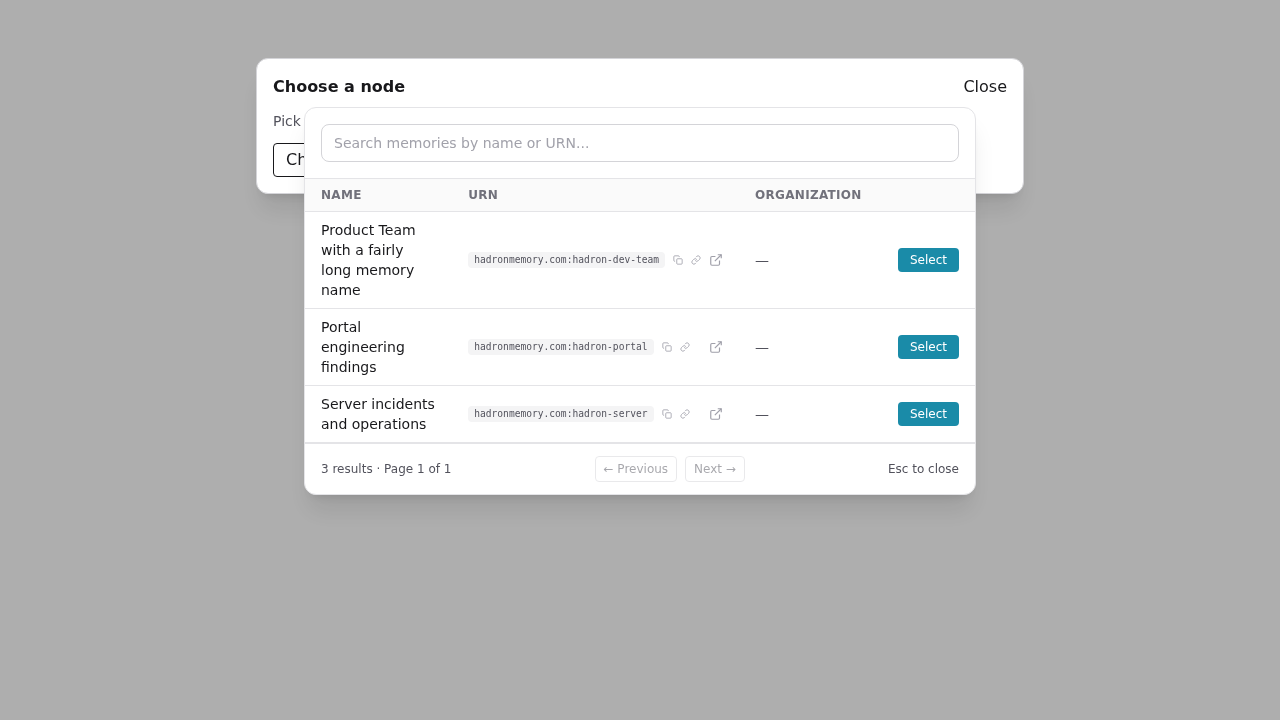 Choose a node
Close
Pick
Ch
Search memories by name or URN...
NAME URN ORGANIZATION
Product Team
with a fairly
long memory
name
hadronmemory.com:hadron-dev-team
—
Select
Portal
engineering
findings
hadronmemory.com:hadron-portal
—
Select
Server incidents
and operations
hadronmemory.com:hadron-server
—
Select
3 results · Page 1 of 1
← Previous
Next →
Esc to close